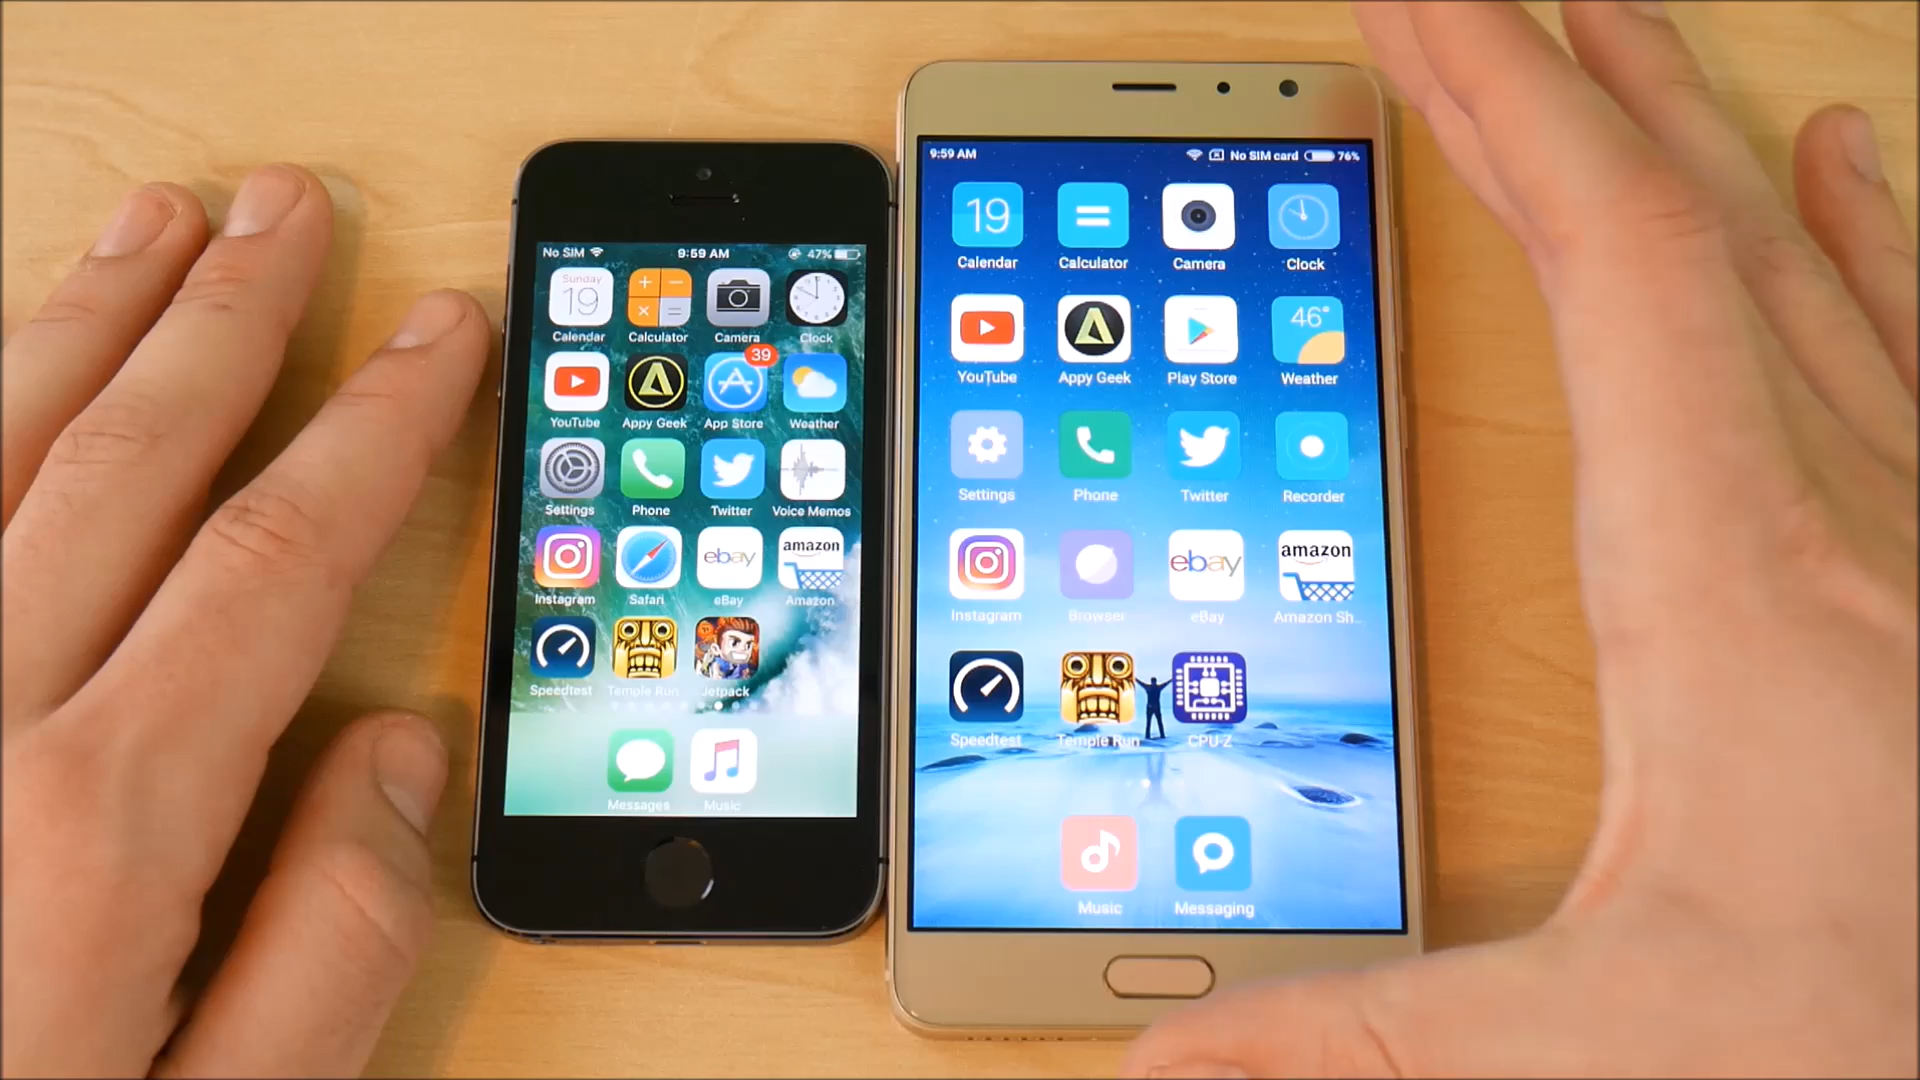 No SIM 9:59 AM 47%
Sunday
19
Calendar Calculator Camera Clock
39
YouTube Appy Geek App Store Weather
Settings Phone Twitter Voice Memos
ebay amazon
Instagram Safari eBay Amazon
Speedtest Temple Run Jetpack
Messages Music
9:59 AM No SIM card 76%
19
Calendar Calculator Camera Clock
46°
YouTube Appy Geek Play Store Weather
Settings Phone Twitter Recorder
ebay amazon
Instagram Browser eBay Amazon Sh..
Speedtest Temple Run CPU-Z
Music Messaging